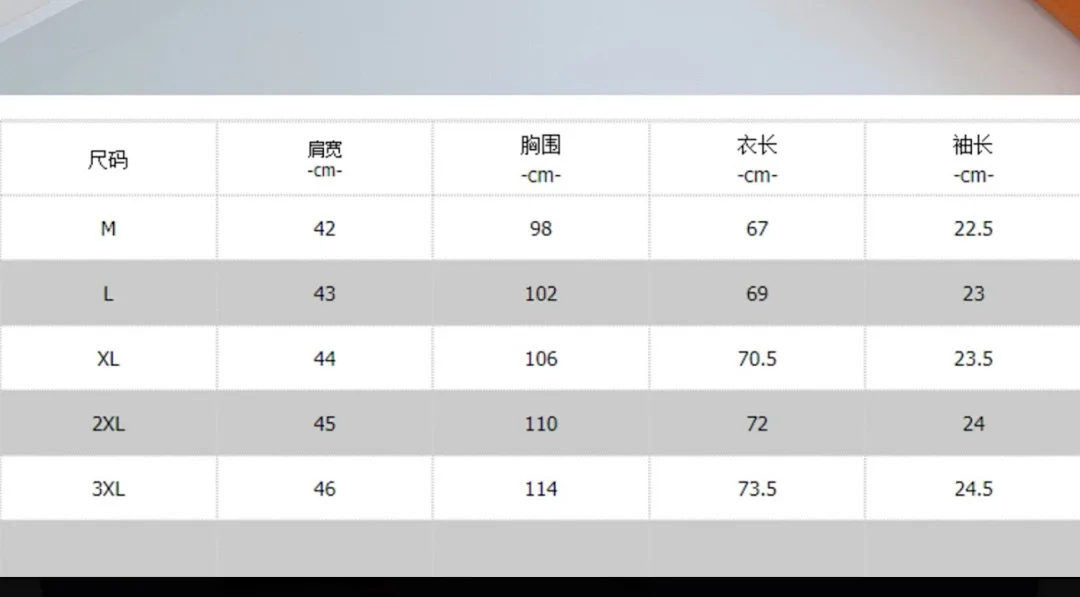 尺码 肩宽 -cm- 胸围 -cm- 衣长 -cm- 袖长 -cm-
M 42 98 67 22.5
L 43 102 69 23
XL 44 106 70.5 23.5
2XL 45 110 72 24
3XL 46 114 73.5 24.5